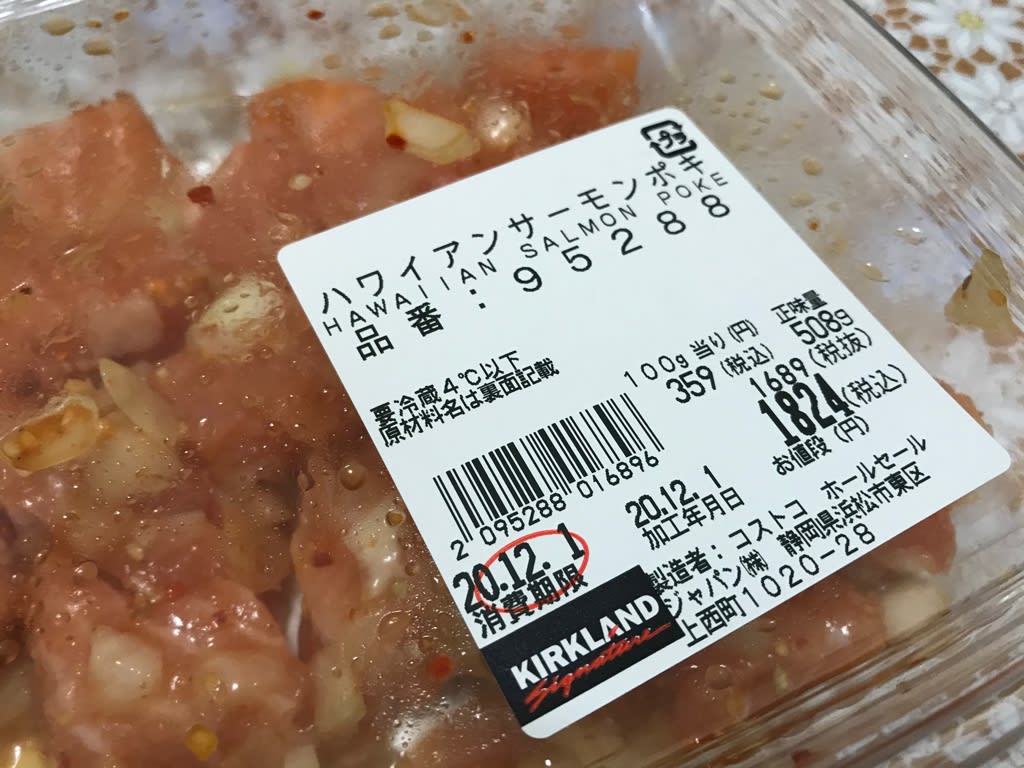 プラ
ハワイアンサーモンポキ
HAWAIIAN SALMON POKE
品番：95288
要冷蔵4℃以下
原材料名は裏面記載
100g当り(円)
359(税込)
正味量
508g
1689(税抜)
1824(税込)
お値段(円)
2 095288 016896
20.12.1
加工年月日
20.12.1
消費期限
製造者：コストコ ホールセール
ジャパン㈱ 静岡県浜松市東区
上西町1020-28
KIRKLAND
Signature